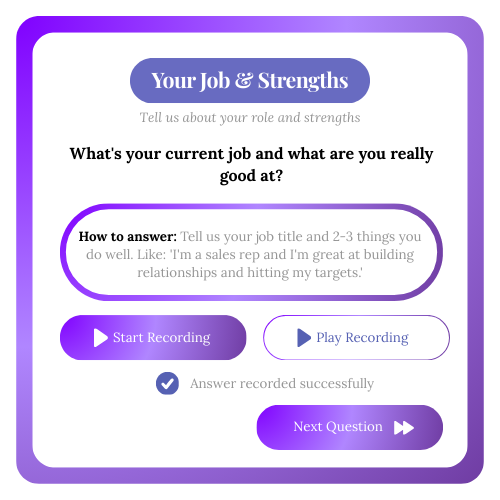 Your Job & Strengths
Tell us about your role and strengths
What's your current job and what are you really
good at?
How to answer: Tell us your job title and 2-3 things you
do well. Like: 'I'm a sales rep and I'm great at building
relationships and hitting my targets.'
Start Recording
Play Recording
Answer recorded successfully
Next Question